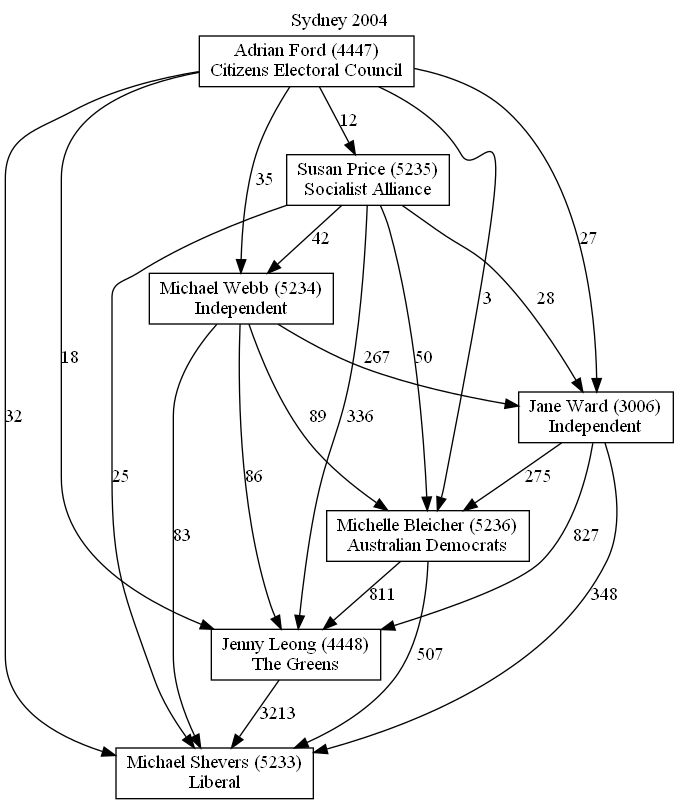 Sydney 2004
Adrian Ford (4447)
Citizens Electoral Council
12
Susan Price (5235)
Socialist Alliance
35
42
27
Michael Webb (5234)
Independent
3
28
18
267
Jane Ward (3006)
Independent
32
89
336
50
25
86
275
Michelle Bleicher (5236)
Australian Democrats
83
827
811
348
Jenny Leong (4448)
The Greens
507
3213
Michael Shevers (5233)
Liberal